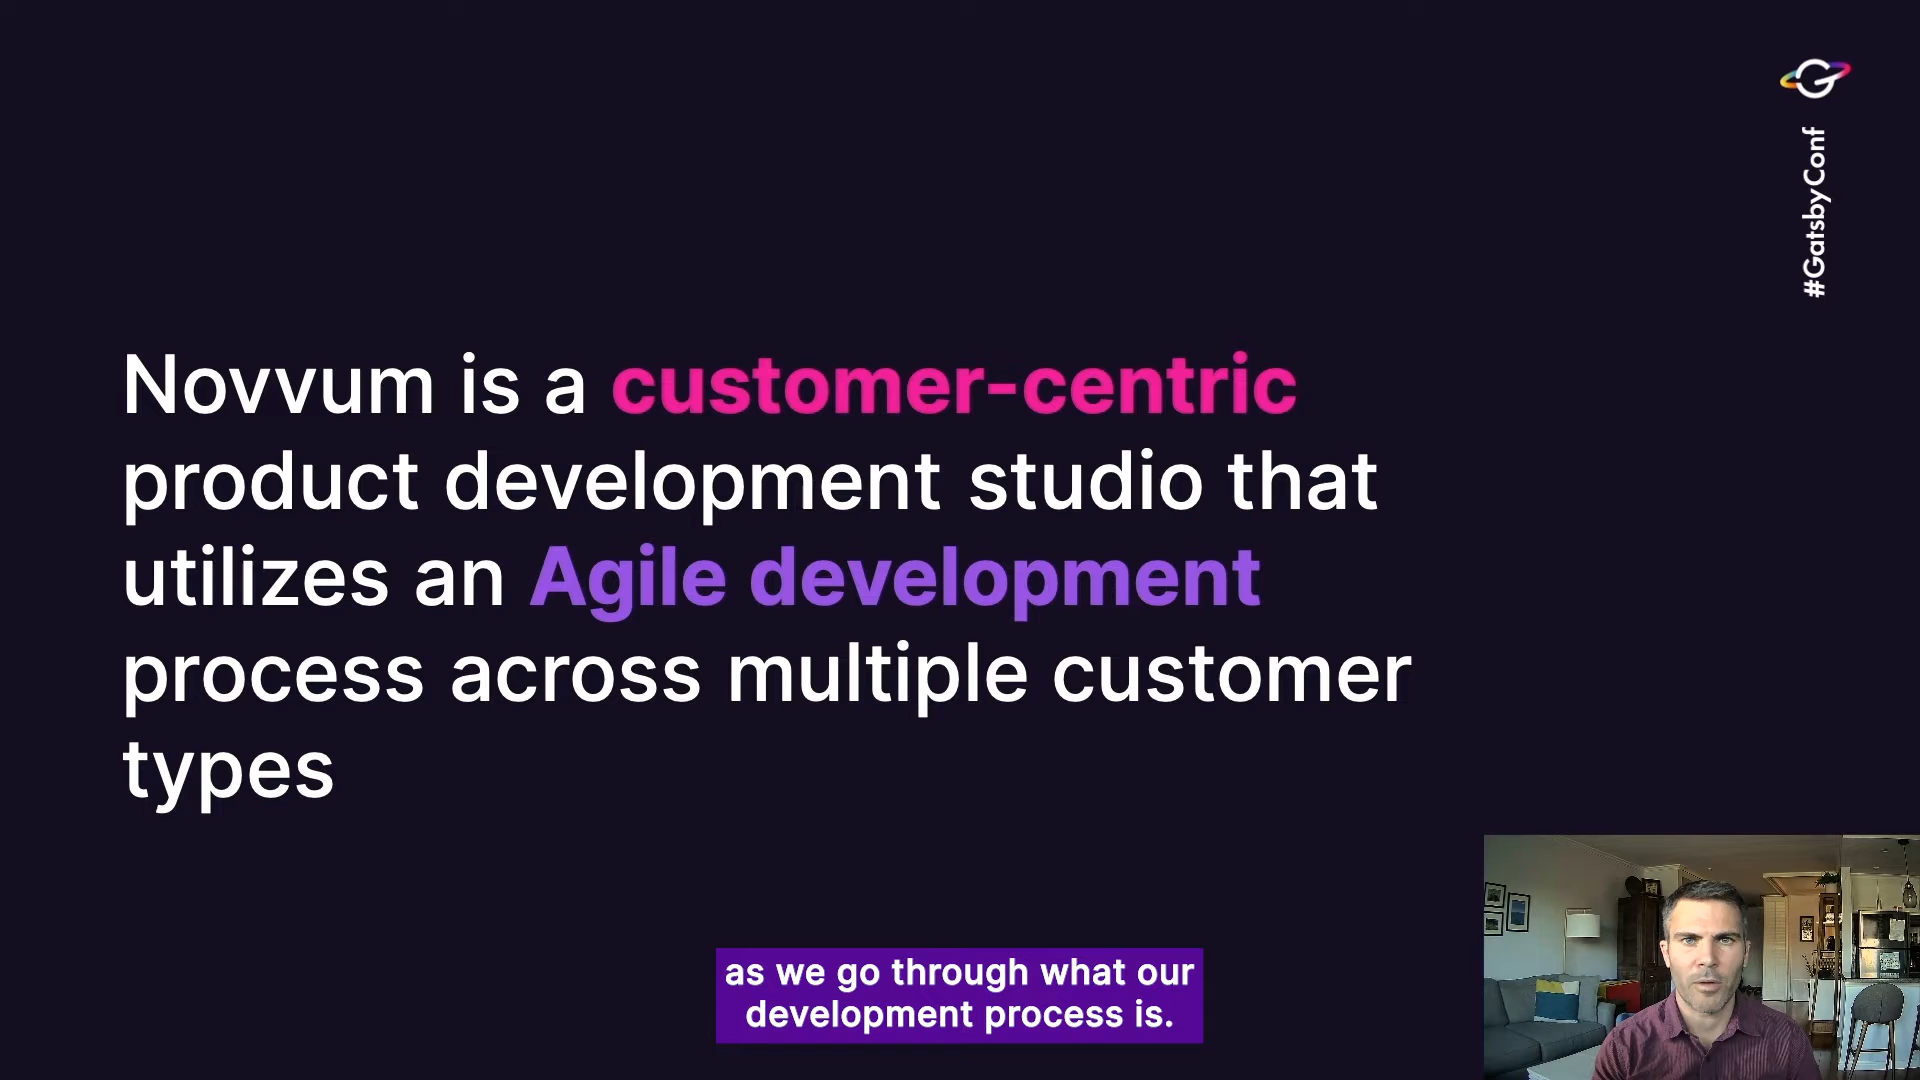 #GatsbyConf
Novvum is a customer-centric
product development studio that
utilizes an Agile development
process across multiple customer
types
as we go through what our
development process is.